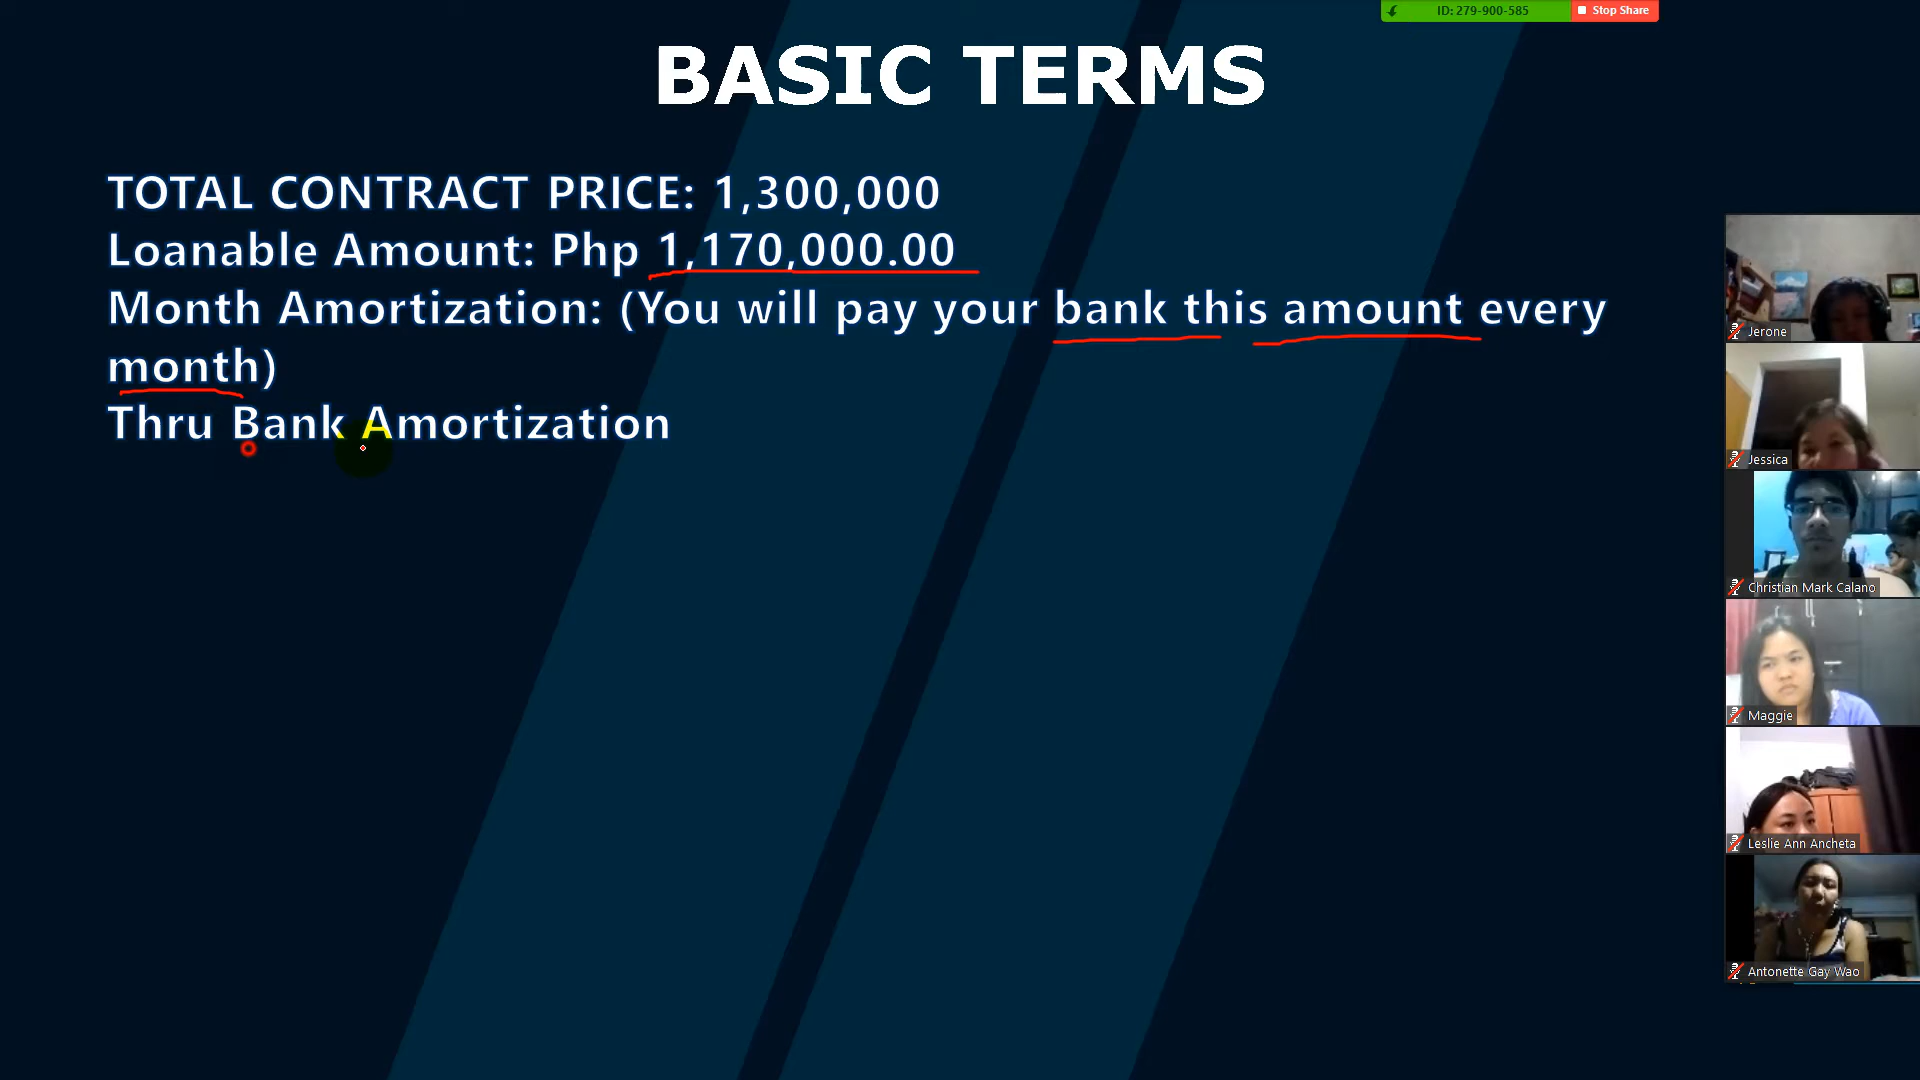 ID: 279-900-585
Stop Share
BASIC TERMS
TOTAL CONTRACT PRICE: 1,300,000
Loanable Amount: Php 1,170,000.00
Month Amortization: (You will pay your bank this amount every
month)
Thru Bank Amortization
Jerone
Jessica
Christian Mark Calano
Maggie
Leslie Ann Ancheta
Antonette Gay Wao